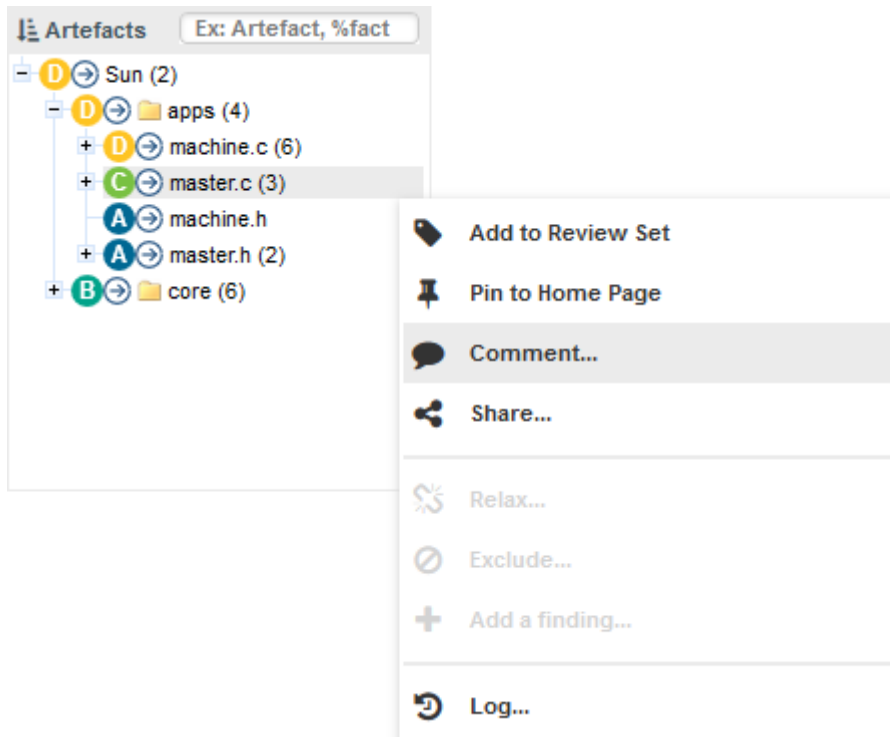 Artefacts Ex: Artefact, %fact
D Sun (2)
D apps (4)
D machine.c (6)
C master.c (3)
A machine.h
A master.h (2)
B core (6)
Add to Review Set
Pin to Home Page
Comment...
Share...
Relax...
Exclude...
Add a finding...
Log...